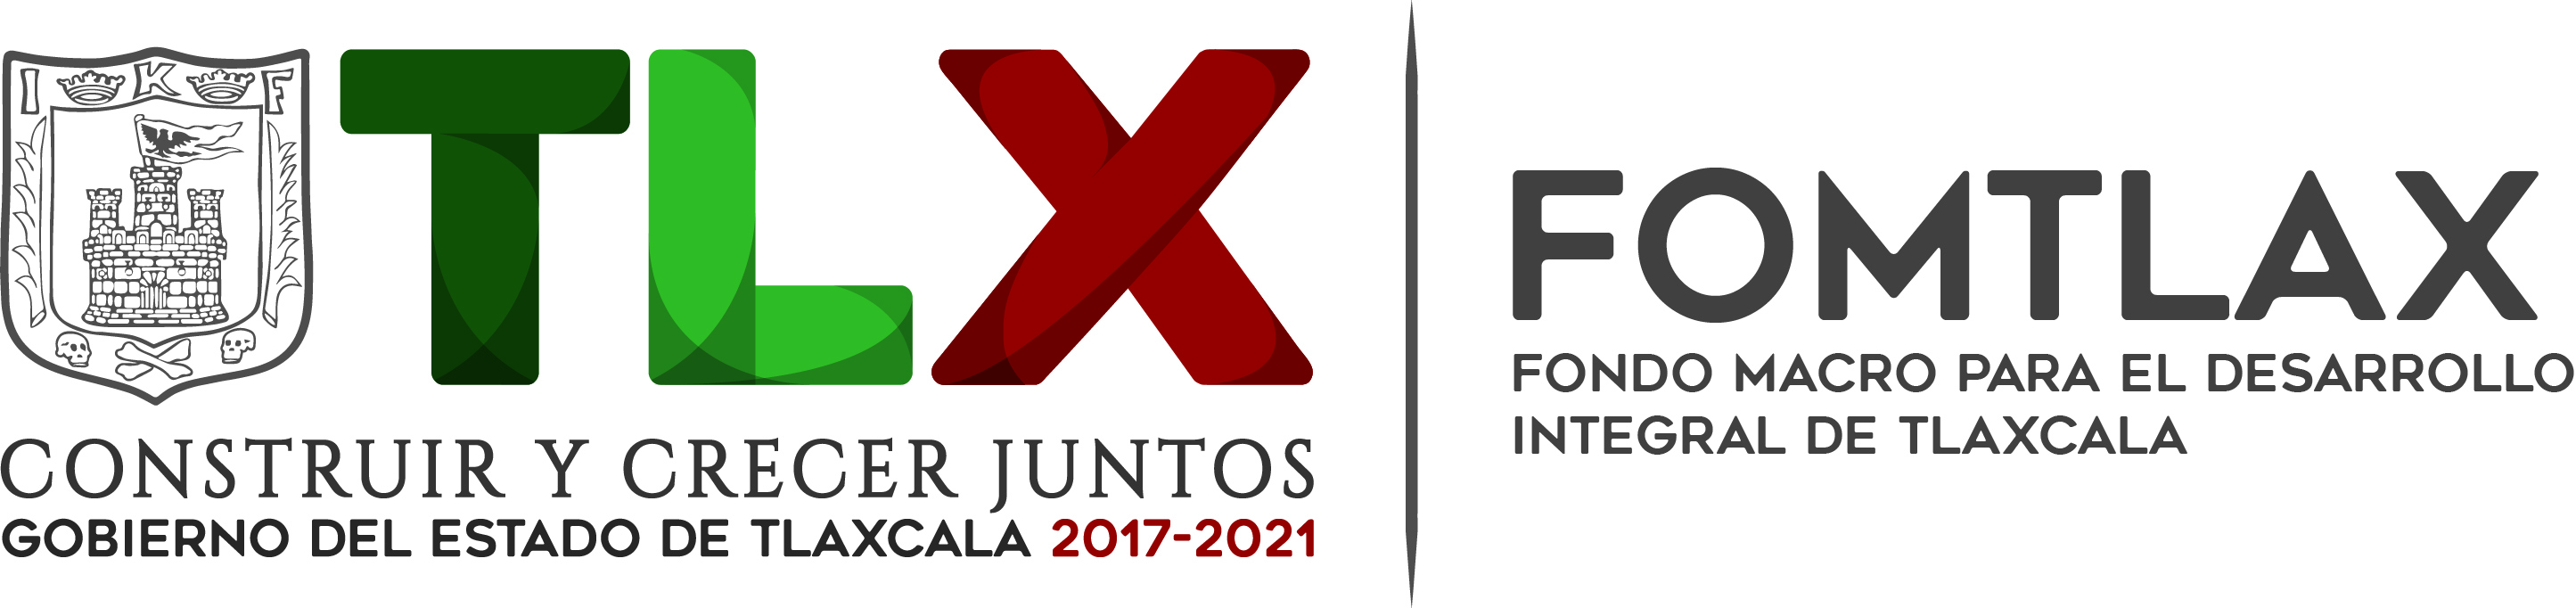 I K F
TLX
CONSTRUIR Y CRECER JUNTOS
GOBIERNO DEL ESTADO DE TLAXCALA 2017-2021
FOMTLAX
FONDO MACRO PARA EL DESARROLLO
INTEGRAL DE TLAXCALA